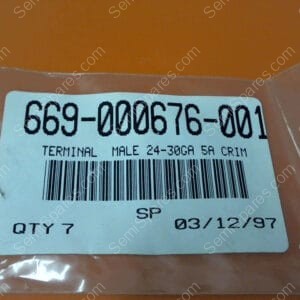 669-000676-001
TERMINAL MALE 24-30GA 5A CRIM
SP
QTY 7 03/12/97